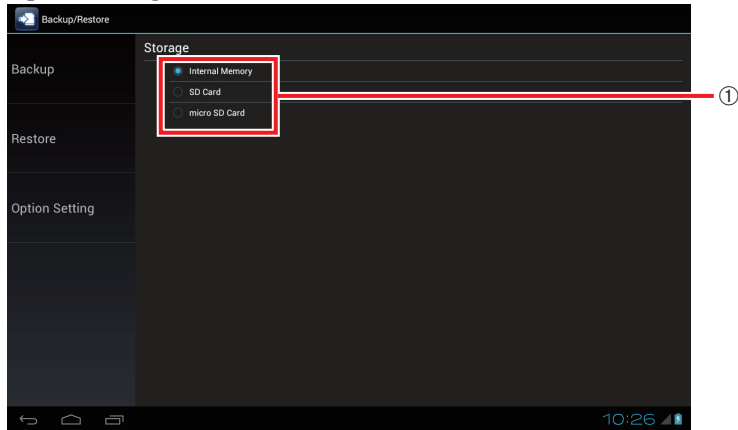 Backup/Restore
Storage
Backup
Internal Memory
SD Card
①
micro SD Card
Restore
Option Setting
10:26